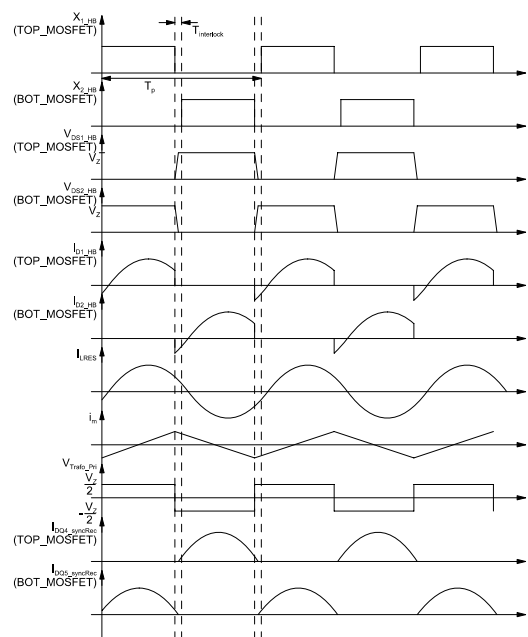 X1_HB
(TOP_MOSFET)
Tinterlock
Tp
X2_HB
(BOT_MOSFET)
VDS1_HB
(TOP_MOSFET)
VZ
VDS2_HB
(BOT_MOSFET)
VZ
ID1_HB
(TOP_MOSFET)
ID2_HB
(BOT_MOSFET)
ILRES
im
VTrafo_Pri
VZ
2
-VZ
2
IDQ4_syncRec
(TOP_MOSFET)
IDQ5_syncRec
(BOT_MOSFET)